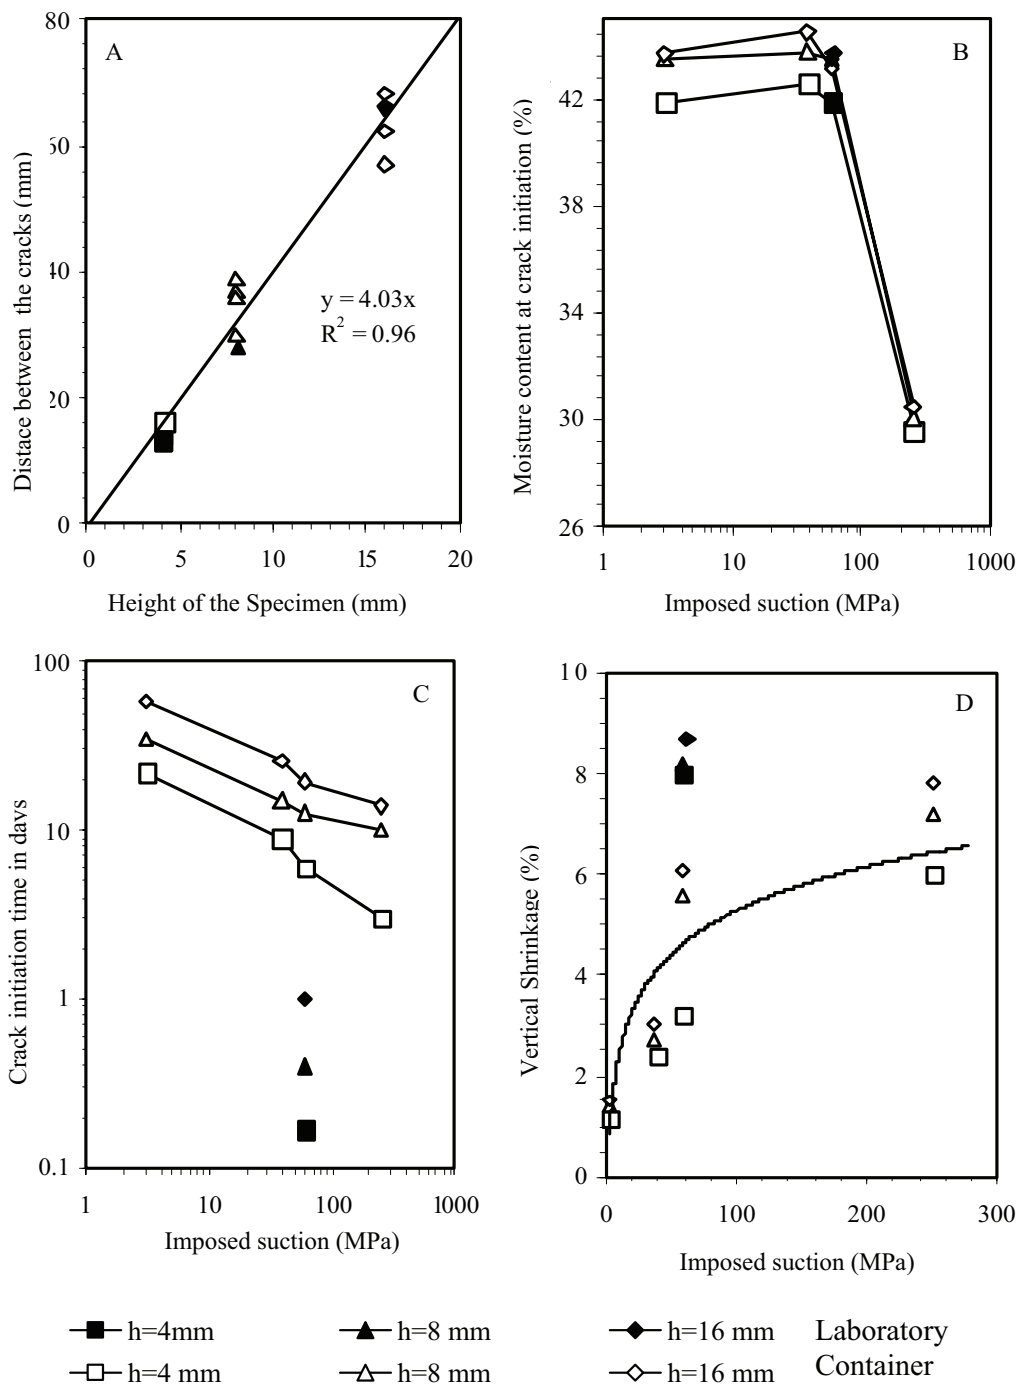 80
60
40
20
0
0 5 10 15 20
A
y = 4.03x
R2 = 0.96
Distace between the cracks (mm)
Height of the Specimen (mm)
42
38
34
30
26
1 10 100 1000
B
Moisture content at crack initiation (%)
Imposed suction (MPa)
100
10
1
0.1
1 10 100 1000
C
Crack initiation time in days
Imposed suction (MPa)
10
8
6
4
2
0
0 100 200 300
D
Vertical Shrinkage (%)
Imposed suction (MPa)
h=4mm h=8 mm h=16 mm Laboratory
h=4 mm h=8 mm h=16 mm Container